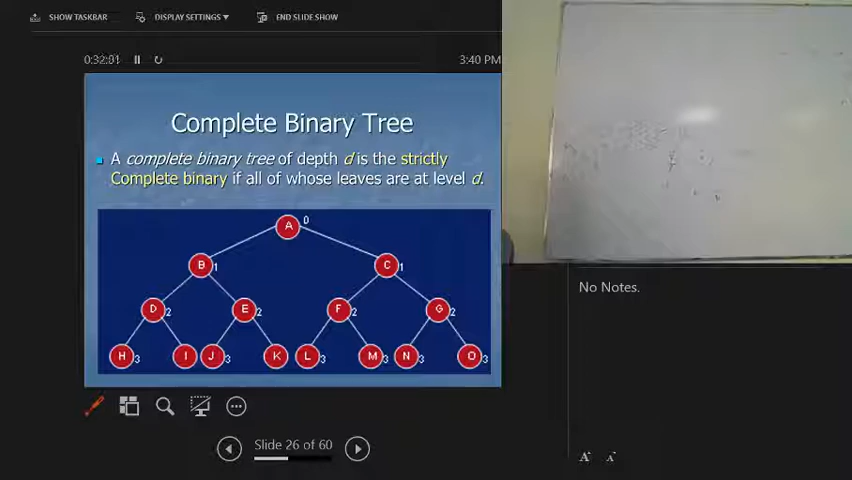 SHOW TASKBAR DISPLAY SETTINGS ▾ END SLIDE SHOW
0:32:01 3:40 PM
Complete Binary Tree
A complete binary tree of depth d is the strictly
Complete binary if all of whose leaves are at level d.
A 0
B 1 C 1
D 2 E 2 F 2 G 2
H 3 I J 3 K L 3 M 3 N 3 O 3
No Notes.
Slide 26 of 60
A A